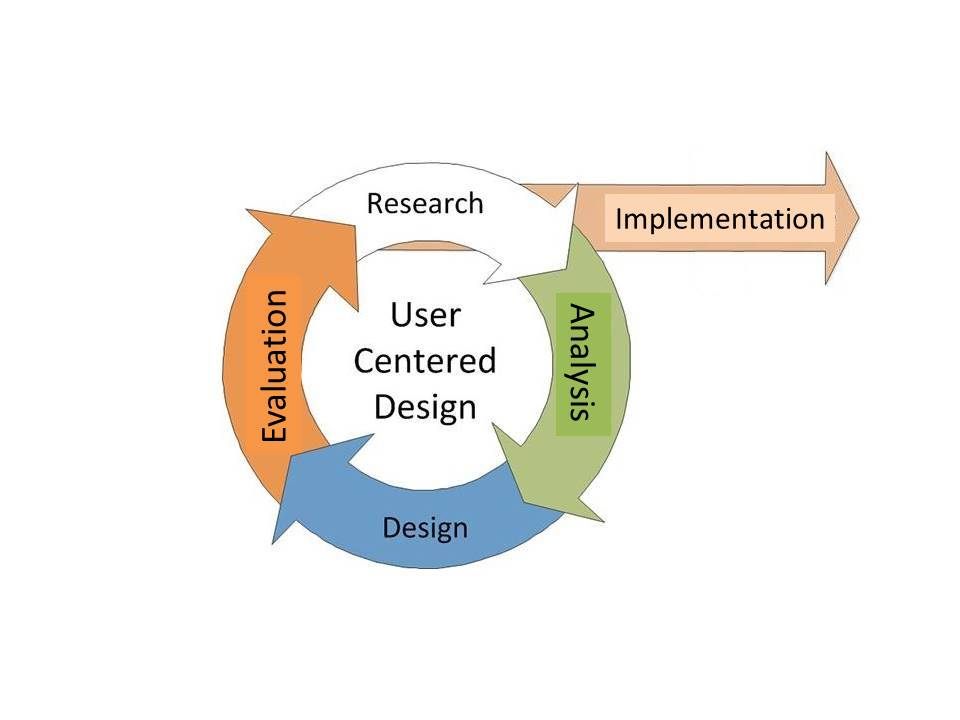 Research
Implementation
Evaluation
User
Centered
Design
Analysis
Design